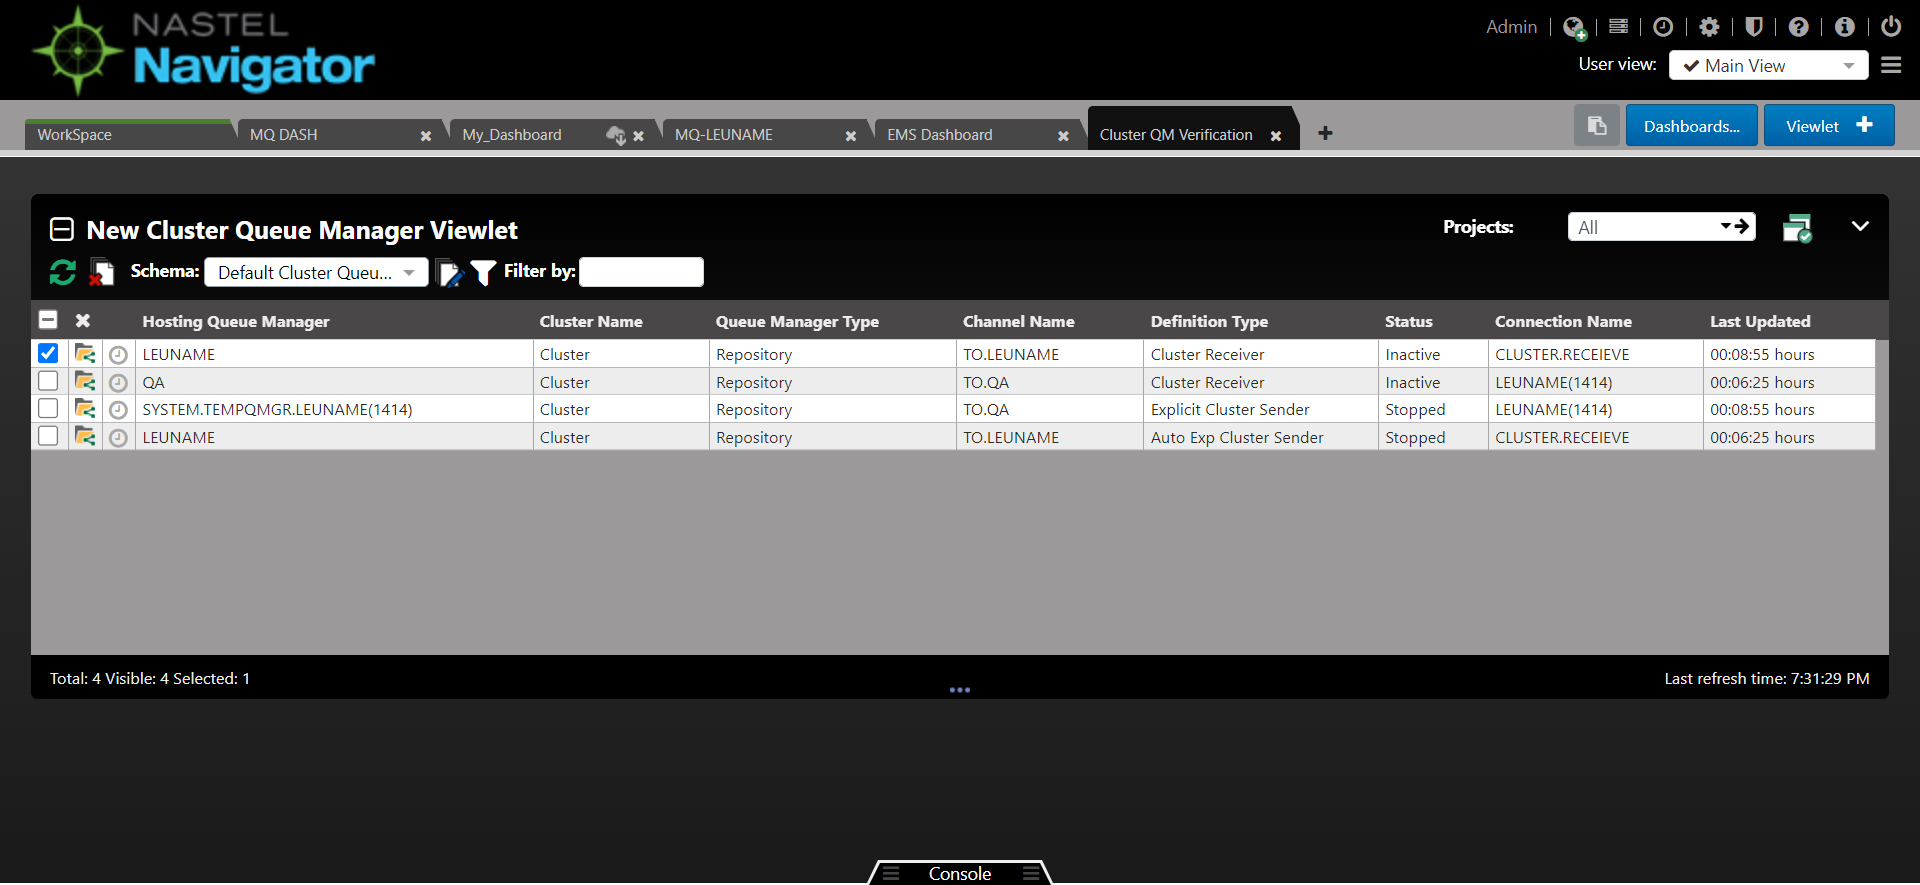 NASTEL
Navigator
Admin
User view: Main View
WorkSpace MQ DASH My_Dashboard MQ-LEUNAME EMS Dashboard Cluster QM Verification Dashboards... Viewlet
New Cluster Queue Manager Viewlet Projects: All
Schema: Default Cluster Queu... Filter by:
Hosting Queue Manager Cluster Name Queue Manager Type Channel Name Definition Type Status Connection Name Last Updated
LEUNAME Cluster Repository TO.LEUNAME Cluster Receiver Inactive CLUSTER.RECEIEVE 00:08:55 hours
QA Cluster Repository TO.QA Cluster Receiver Inactive LEUNAME(1414) 00:06:25 hours
SYSTEM.TEMPQMGR.LEUNAME(1414) Cluster Repository TO.QA Explicit Cluster Sender Stopped LEUNAME(1414) 00:08:55 hours
LEUNAME Cluster Repository TO.LEUNAME Auto Exp Cluster Sender Stopped CLUSTER.RECEIEVE 00:06:25 hours
Total: 4 Visible: 4 Selected: 1 Last refresh time: 7:31:29 PM
Console